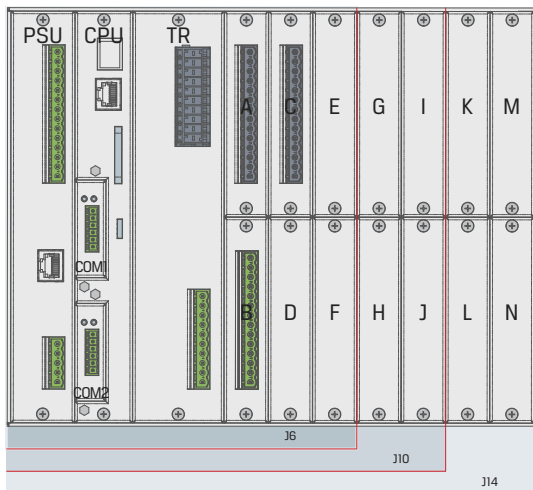 PSU CPU TR
A C E G I K M
COM1
B D F H J L N
COM2
J6
J10
J14